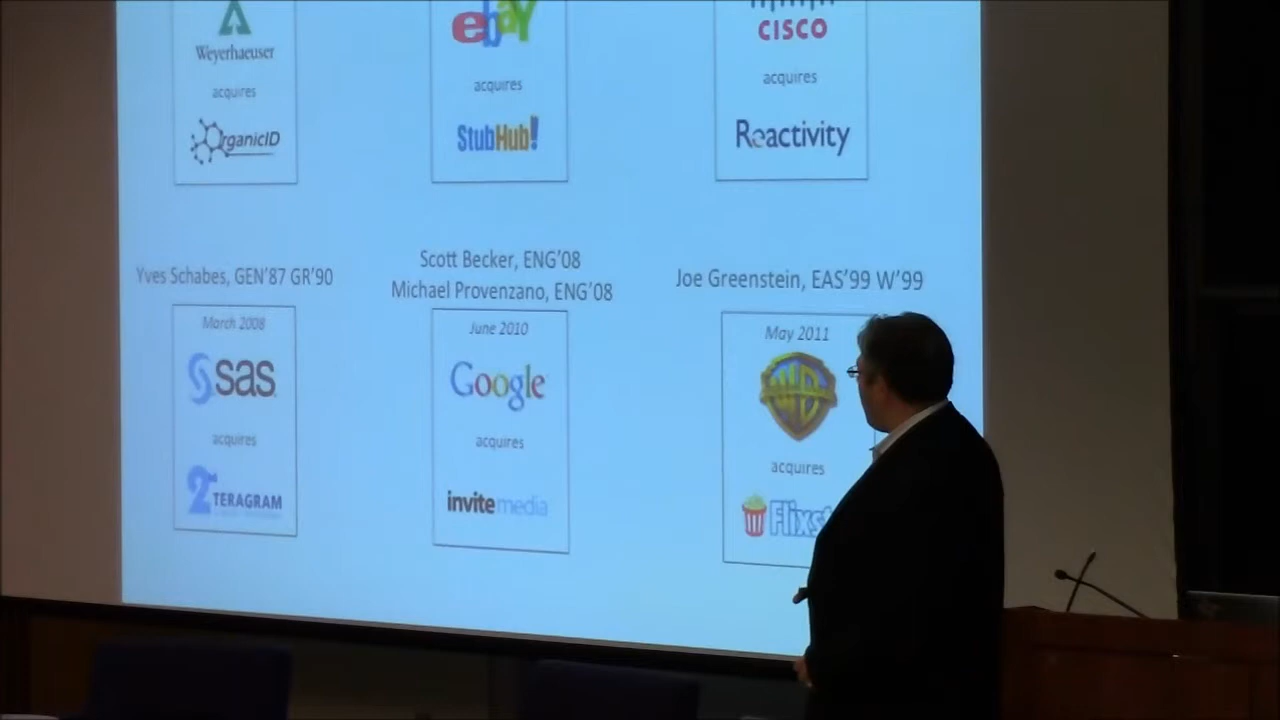 Weyerhaeuser
acquires
OrganicID
ebay
acquires
StubHub!
CISCO
acquires
Reactivity
Yves Schabes, GEN'87 GR'90
March 2008
sas
acquires
TERAGRAM
Scott Becker, ENG'08
Michael Provenzano, ENG'08
June 2010
Google
acquires
invitemedia
Joe Greenstein, EAS'99 W'99
May 2011
WB
acquires
Flixst